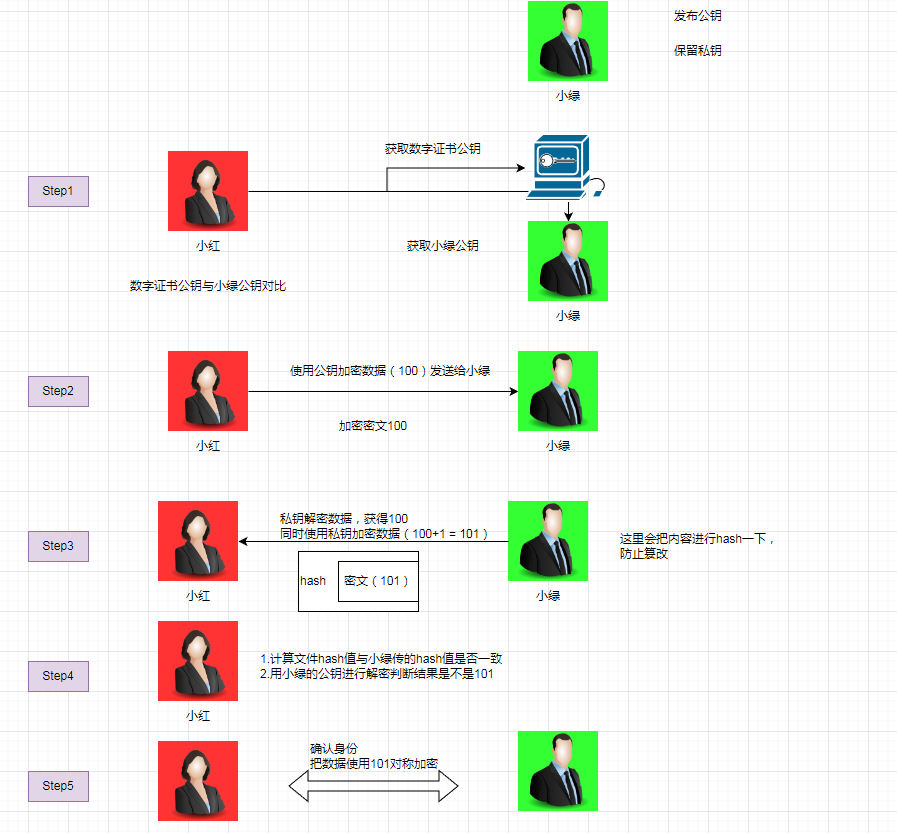 发布公钥
保留私钥
小绿
获取数字证书公钥
Step1
小红
获取小绿公钥
数字证书公钥与小绿公钥对比
小绿
使用公钥加密数据（100）发送给小绿
Step2
加密密文100
小红
小绿
私钥解密数据，获得100
同时使用私钥加密数据（100+1 = 101 ）
这里会把内容进行hash一下，
防止篡改
Step3
hash
密文（101 ）
小红
小绿
1.计算文件hash值与小绿传的hash值是否一致
2.用小绿的公钥进行解密判断结果是不是101
Step4
小红
确认身份
把数据使用101对称加密
Step5